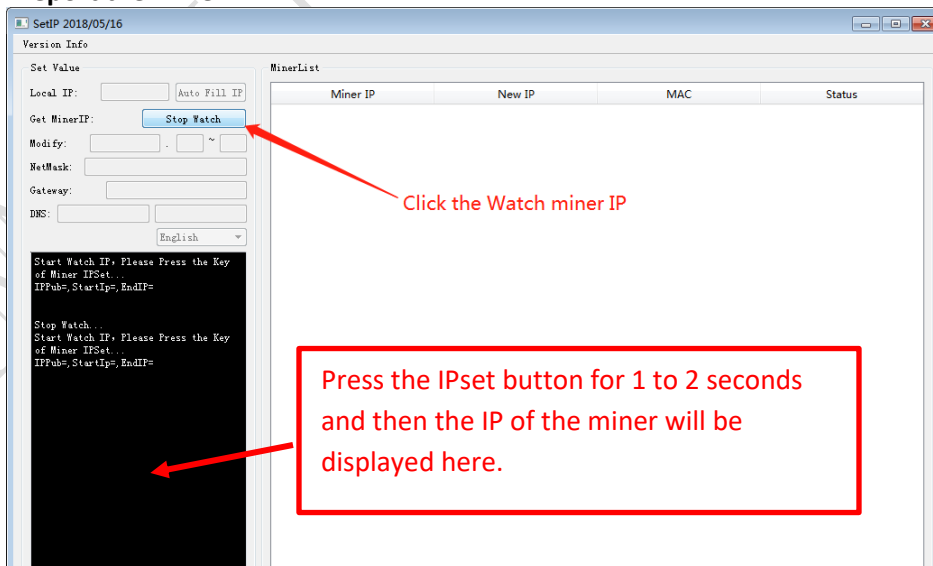 SetIP 2018/05/16
Version Info
Set Value
Local IP:
Auto Fill IP
Get MinerIP:
Stop Watch
Modify:
. ~
NetMask:
Gateway:
DNS:
English
Start Watch IP, Please Press the Key
of Miner IPSet...
IPPub=,StartIp=,EndIP=
Stop Watch...
Start Watch IP, Please Press the Key
of Miner IPSet...
IPPub=,StartIp=,EndIP=
MinerList
Miner IP New IP MAC Status
Click the Watch miner IP
Press the IPset button for 1 to 2 seconds
and then the IP of the miner will be
displayed here.